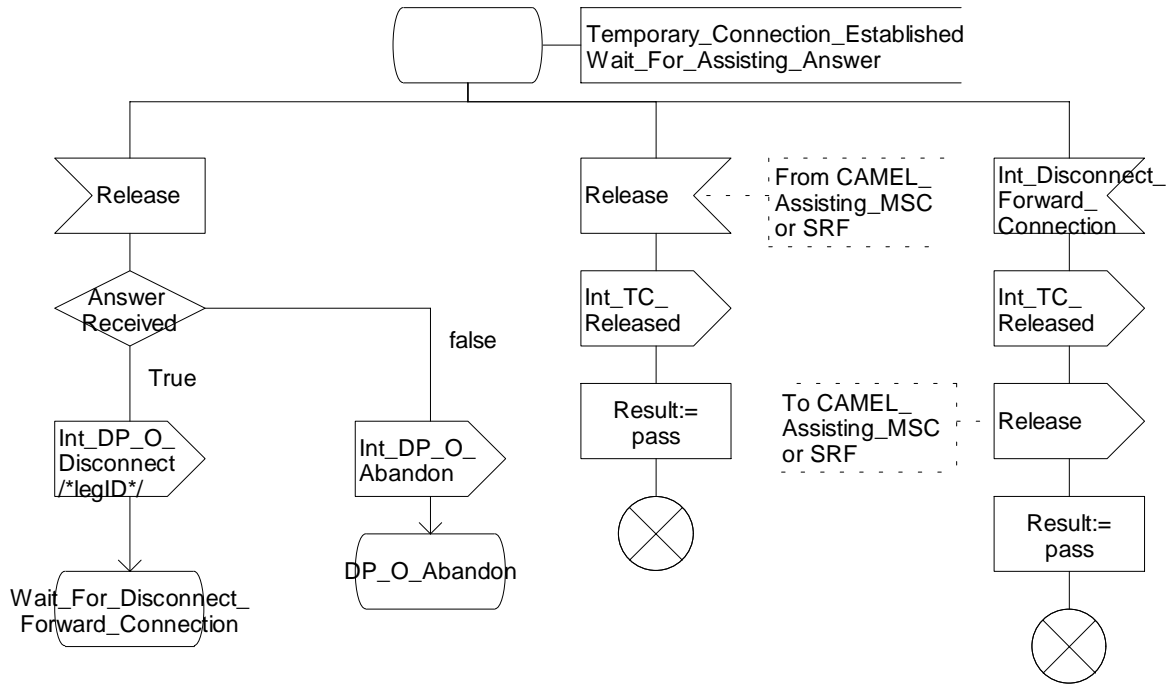 Temporary_Connection_Established
Wait_For_Assisting_Answer
Release
Release
From CAMEL_
Assisting_MSC
or SRF
Int_Disconnect_
Forward_
Connection
Answer
Received
false
True
Int_TC_
Released
Int_TC_
Released
Int_DP_O_
Disconnect
/*legID*/
Int_DP_O_
Abandon
Result:=
pass
To CAMEL_
Assisting_MSC
or SRF
Release
Wait_For_Disconnect_
Forward_Connection
DP_O_Abandon
Result:=
pass